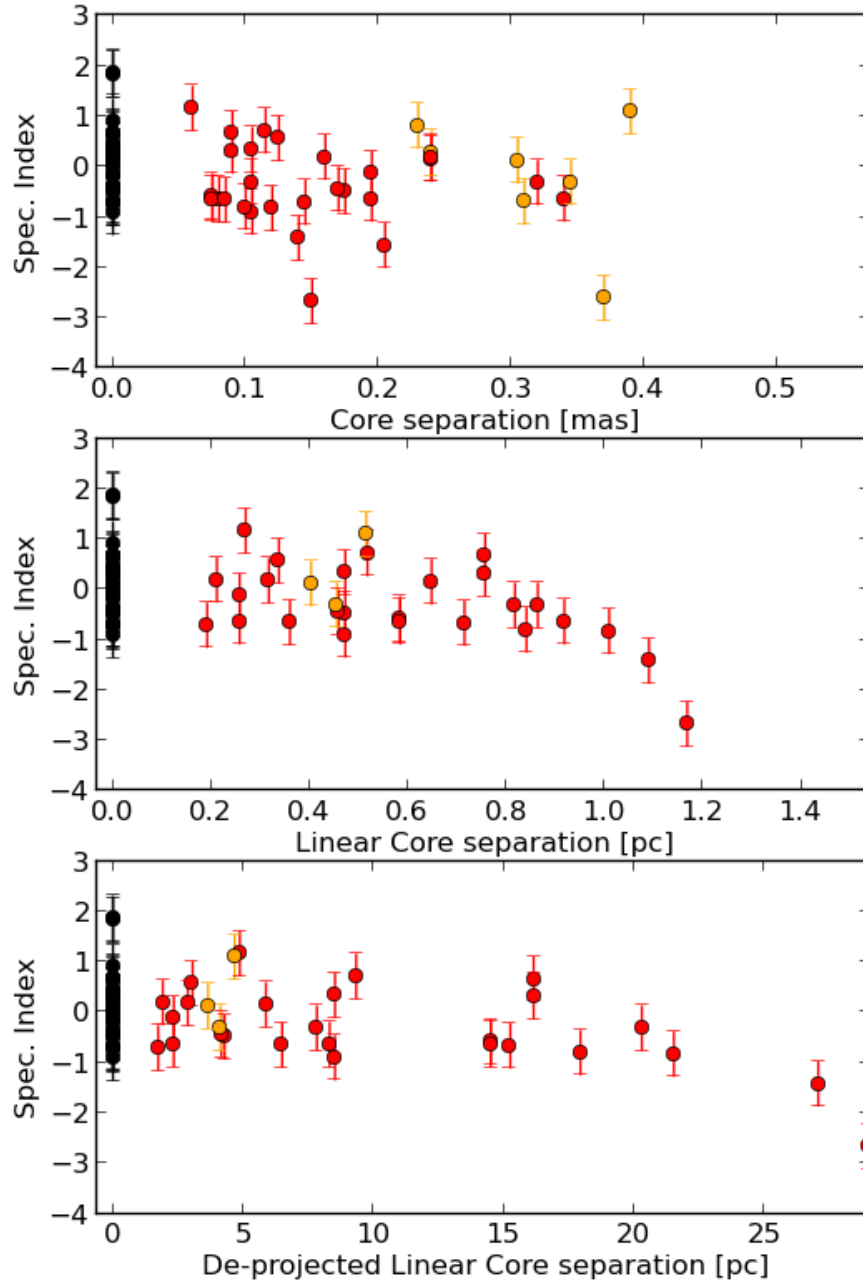 3
2
1
0
−1
−2
−3
−4
Spec. Index
0.0 0.1 0.2 0.3 0.4 0.5
Core separation [mas]
3
2
1
0
−1
−2
−3
−4
Spec. Index
0.0 0.2 0.4 0.6 0.8 1.0 1.2 1.4
Linear Core separation [pc]
3
2
1
0
−1
−2
−3
−4
Spec. Index
0 5 10 15 20 25
De-projected Linear Core separation [pc]